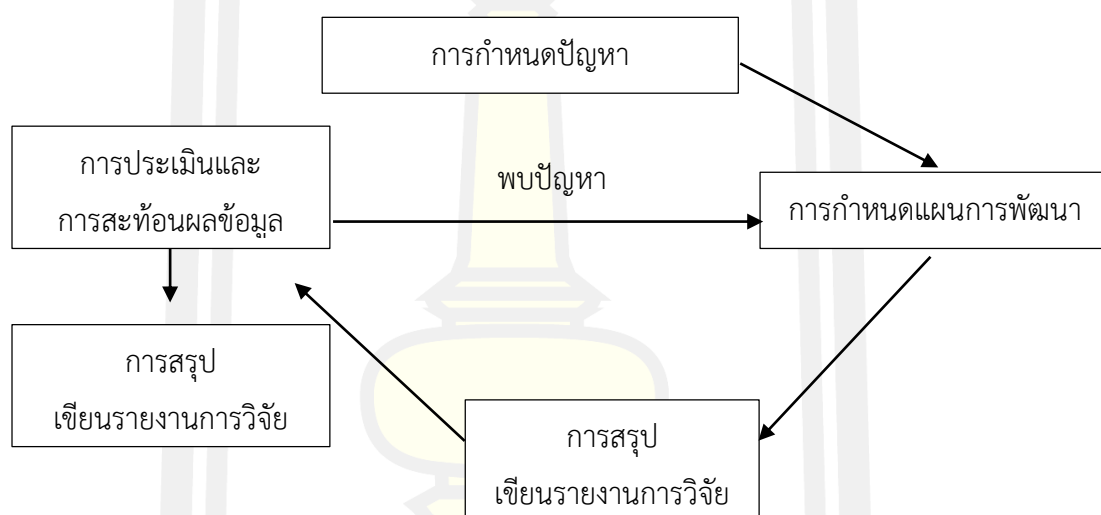 การกำหนดปัญหา
การประเมินและ
การสะท้อนผลข้อมูล
พบปัญหา
การกำหนดแผนการพัฒนา
การสรุป
เขียนรายงานการวิจัย
การสรุป
เขียนรายงานการวิจัย